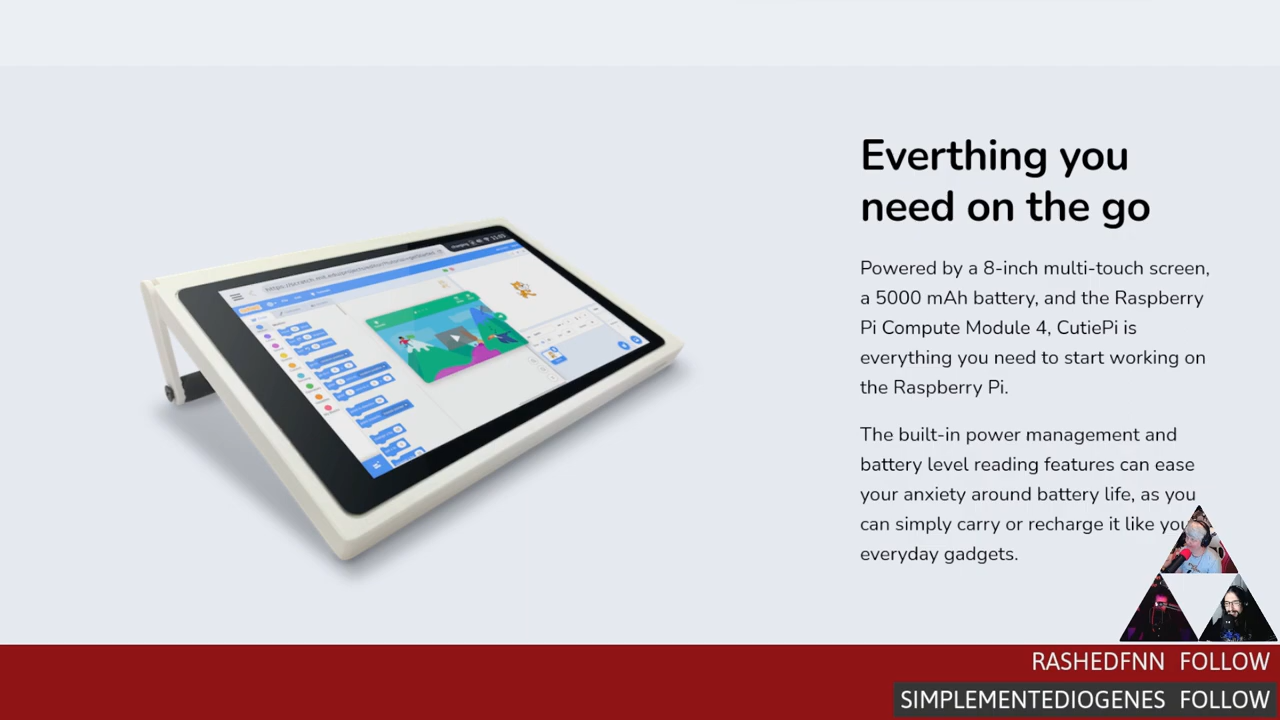 Everthing you
need on the go
Powered by a 8-inch multi-touch screen,
a 5000 mAh battery, and the Raspberry
Pi Compute Module 4, CutiePi is
everything you need to start working on
the Raspberry Pi.
The built-in power management and
battery level reading features can ease
your anxiety around battery life, as you
can simply carry or recharge it like
everyday gadgets.
RASHEDFNN FOLLOW
SIMPLEMENTEDIOGENES FOLLOW